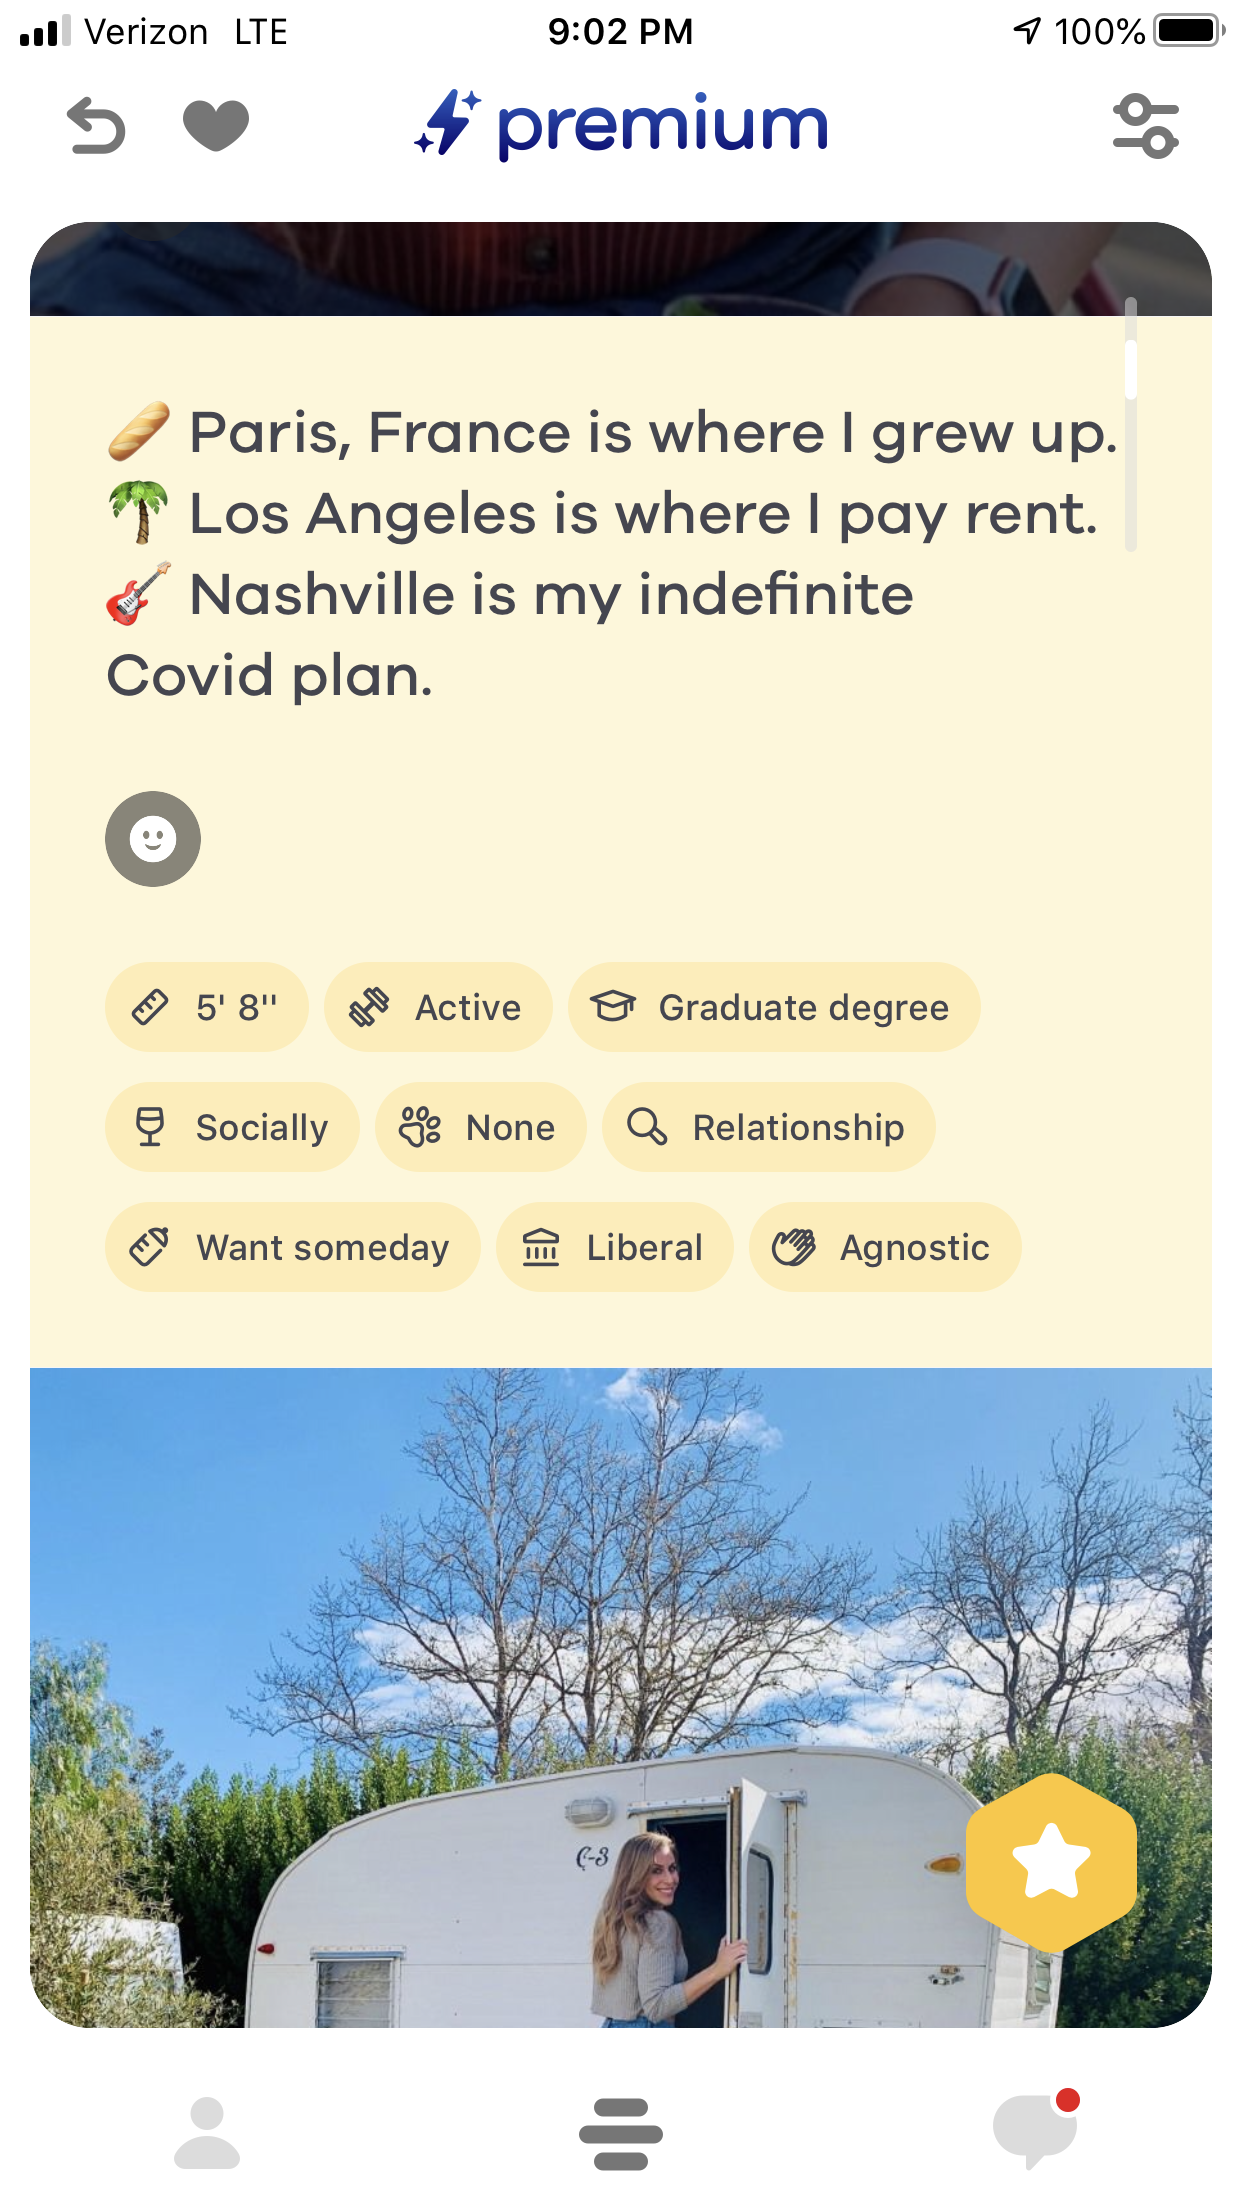 Verizon LTE 9:02 PM 100%
premium
🥖 Paris, France is where I grew up.
🌴 Los Angeles is where I pay rent.
🎸 Nashville is my indefinite
Covid plan.
5' 8" Active Graduate degree
Socially None Relationship
Want someday Liberal Agnostic
C-3